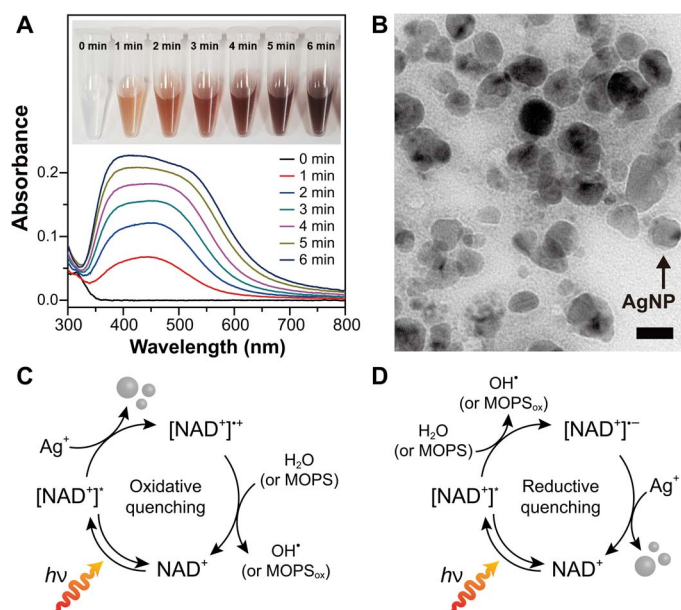 A
0 min 1 min 2 min 3 min 4 min 5 min 6 min
Absorbance
0.2
0.1
0.0
0 min
1 min
2 min
3 min
4 min
5 min
6 min
300 400 500 600 700 800
Wavelength (nm)
B
AgNP
C
Ag⁺
[NAD⁺]•⁺
H₂O
(or MOPS)
[NAD⁺]*
Oxidative
quenching
OH•
(or MOPSₒₓ)
NAD⁺
hν
D
OH•
(or MOPSₒₓ)
[NAD⁺]•⁻
H₂O
(or MOPS)
Ag⁺
[NAD⁺]*
Reductive
quenching
NAD⁺
hν